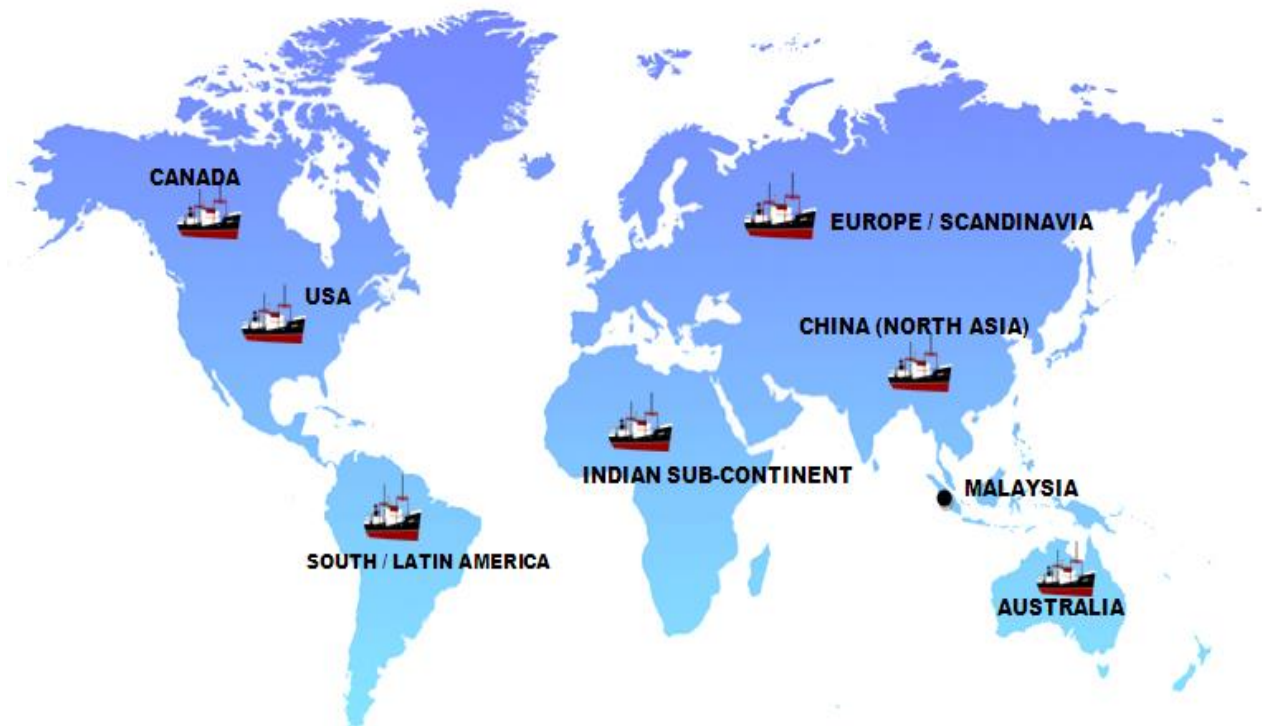 CANADA
EUROPE / SCANDINAVIA
USA
CHINA (NORTH ASIA)
INDIAN SUB-CONTINENT
MALAYSIA
SOUTH / LATIN AMERICA
AUSTRALIA